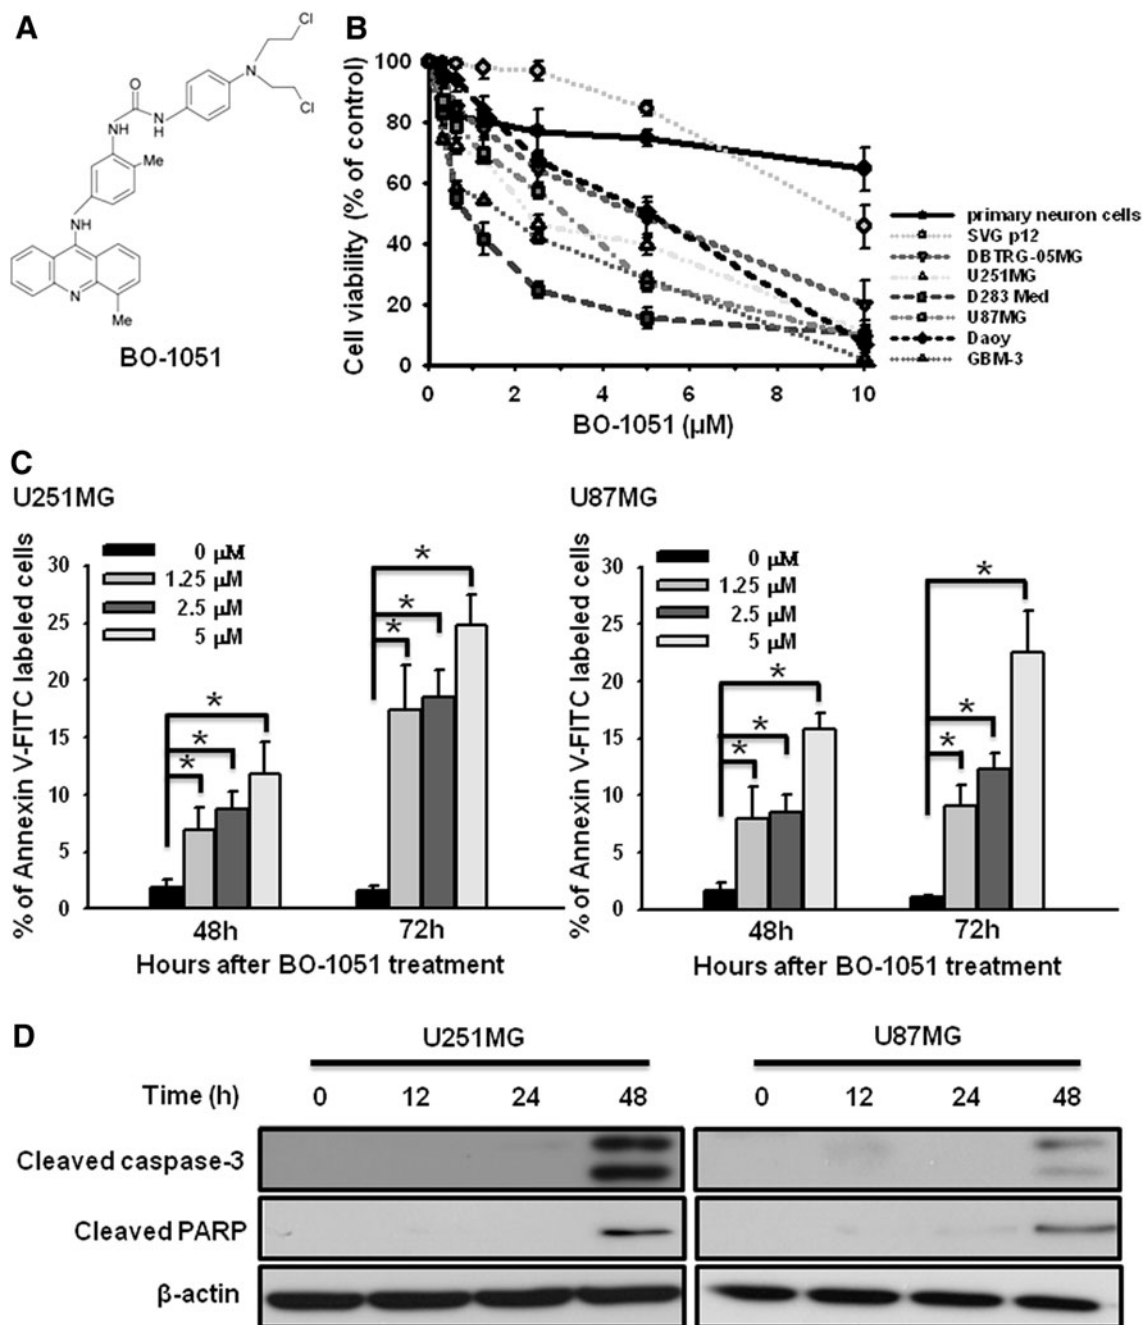 A
Cl
N
Cl
O
NH
N
H
Me
NH
N
Me
BO-1051
B
Cell viability (% of control)
100
80
60
40
20
0
0 2 4 6 8 10
BO-1051 (μM)
primary neuron cells
SVG p12
DBTRG-05MG
U251MG
D283 Med
U87MG
Daoy
GBM-3
C
U251MG
% of Annexin V-FITC labeled cells
30
25
20
15
10
5
0
0 μM
1.25 μM
2.5 μM
5 μM
* * *
* * *
48h 72h
Hours after BO-1051 treatment
U87MG
% of Annexin V-FITC labeled cells
30
25
20
15
10
5
0
0 μM
1.25 μM
2.5 μM
5 μM
* * *
* * *
48h 72h
Hours after BO-1051 treatment
D
U251MG U87MG
Time (h) 0 12 24 48 0 12 24 48
Cleaved caspase-3
Cleaved PARP
β-actin